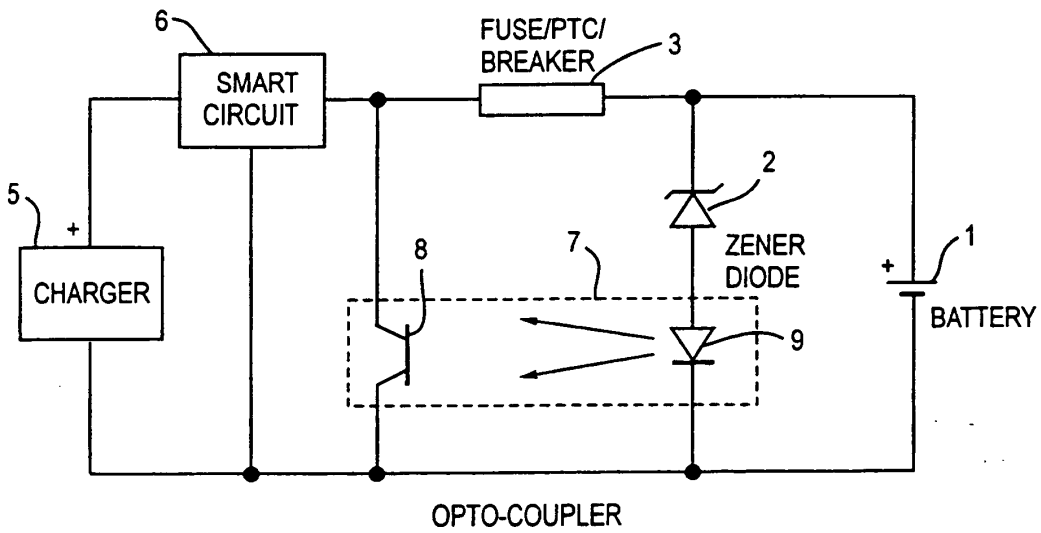 6
SMART
CIRCUIT
FUSE/PTC/
BREAKER
3
5
+
CHARGER
2
ZENER
DIODE
7
8
9
1
+
BATTERY
OPTO-COUPLER